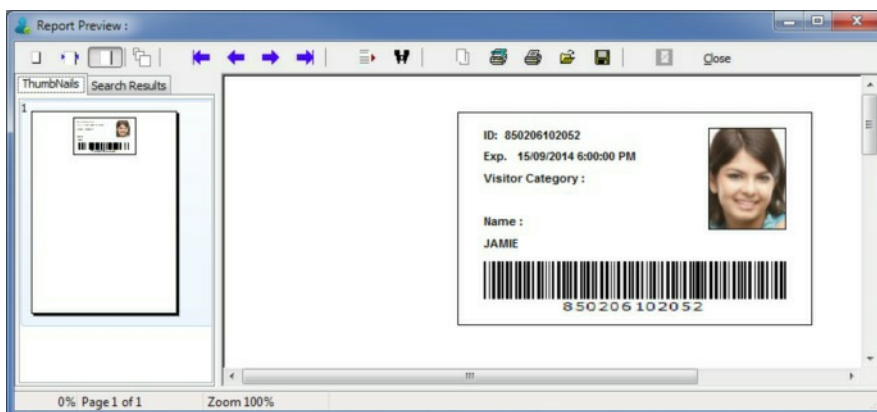 Report Preview :
Close
ThumbNails
Search Results
1
ID: 850206102052
Exp. 15/09/2014 6:00:00 PM
Visitor Category :
Name :
JAMIE
850206102052
0% Page 1 of 1
Zoom 100%